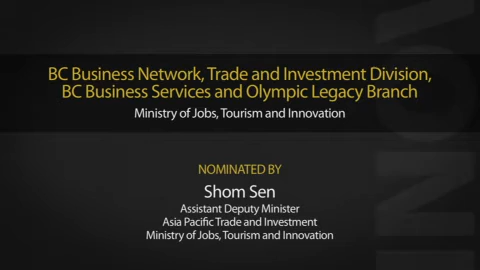 BC Business Network, Trade and Investment Division,
BC Business Services and Olympic Legacy Branch
Ministry of Jobs, Tourism and Innovation
NOMINATED BY
Shom Sen
Assistant Deputy Minister
Asia Pacific Trade and Investment
Ministry of Jobs, Tourism and Innovation